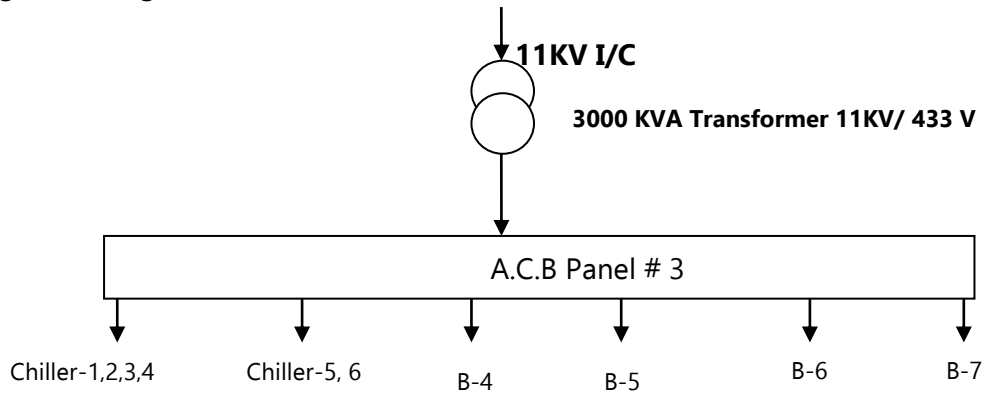 11KV I/C
3000 KVA Transformer 11KV/ 433 V
A.C.B Panel # 3
Chiller-1,2,3,4
Chiller-5, 6
B-4
B-5
B-6
B-7